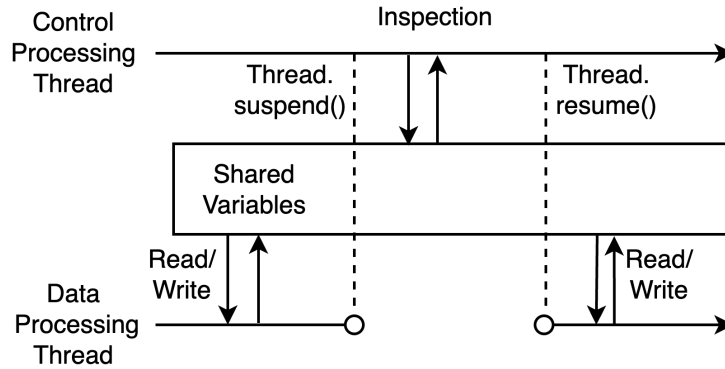 Control
Processing
Thread
Inspection
Thread.
suspend()
Thread.
resume()
Shared
Variables
Read/
Write
Read/
Write
Data
Processing
Thread